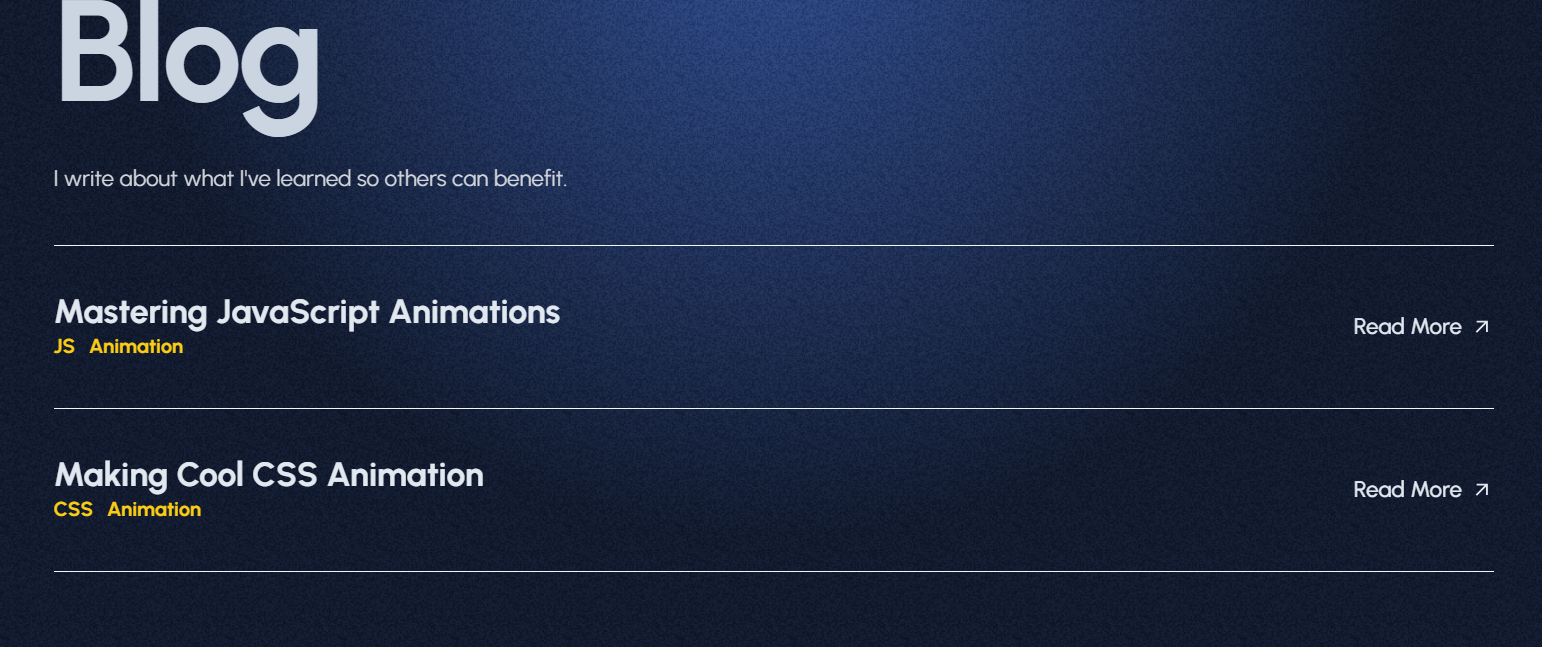 Blog
I write about what I've learned so others can benefit.
Mastering JavaScript Animations
JS Animation
Read More
Making Cool CSS Animation
CSS Animation
Read More